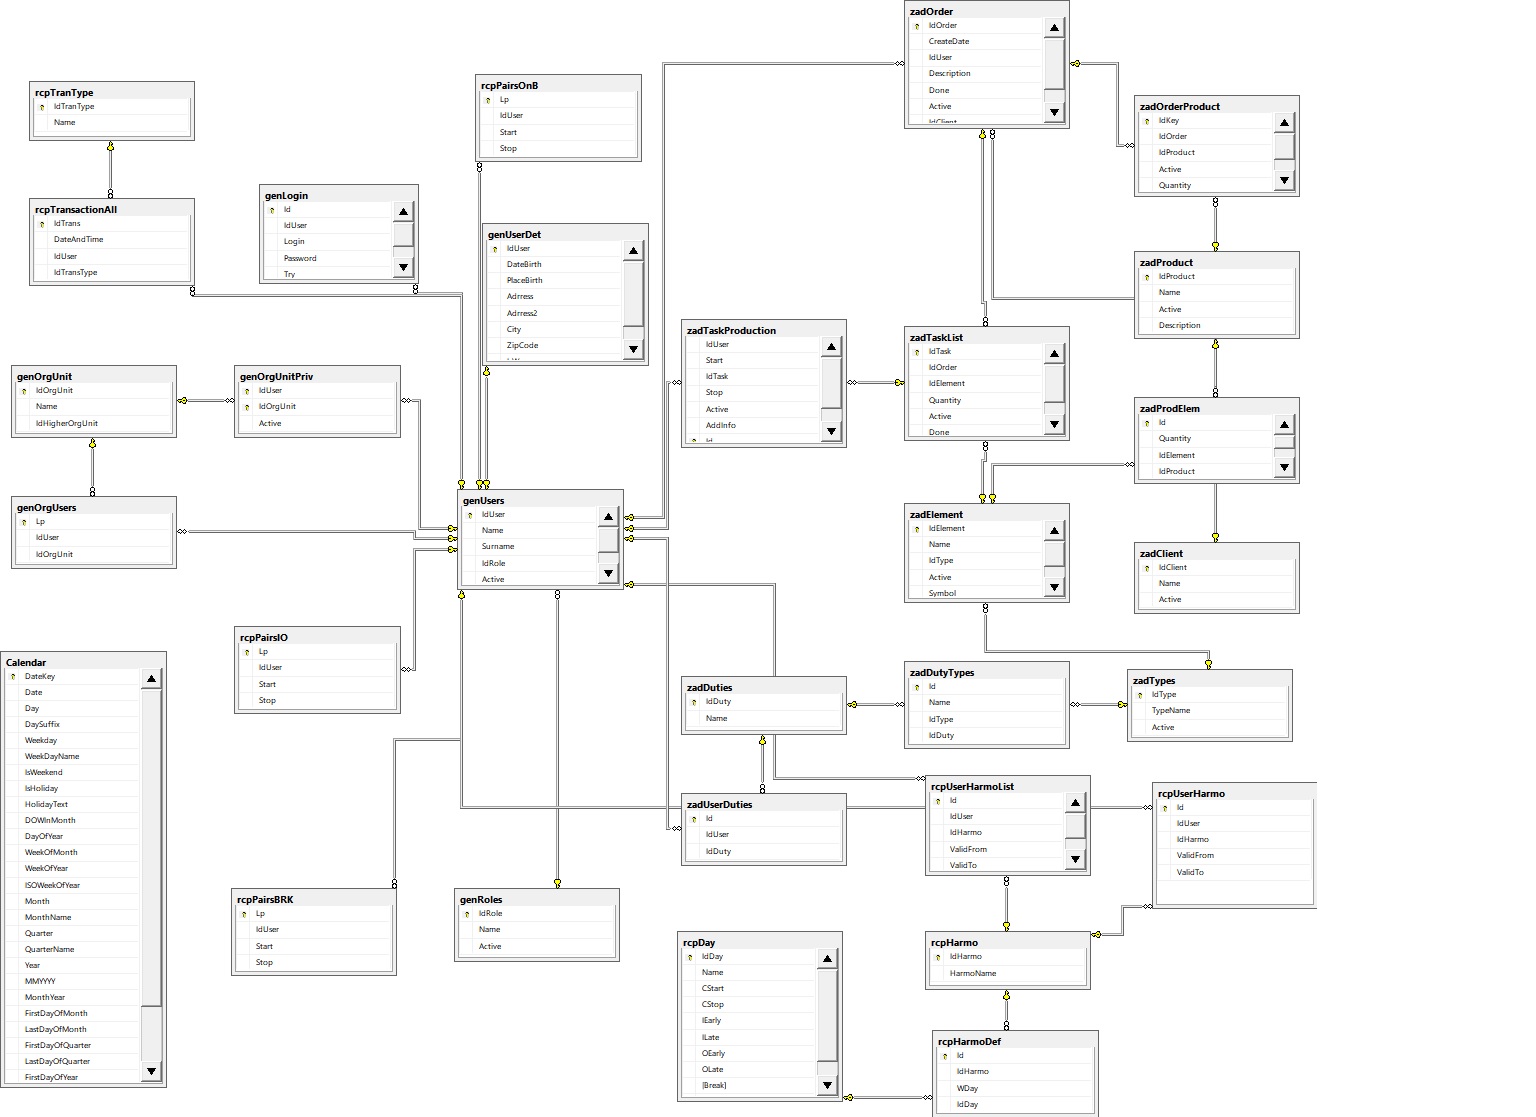 zadOrder
IdOrder
CreateDate
IdUser
Description
Done
Active
IdClient
rcpTranType
IdTranType
Name
rcpPairsOnB
Lp
IdUser
Start
Stop
zadOrderProduct
IdKey
IdOrder
IdProduct
Active
Quantity
genLogin
Id
IdUser
Login
Password
Try
rcpTransactionAll
IdTrans
DateAndTime
IdUser
IdTransType
genUserDet
IdUser
DateBirth
PlaceBirth
Adrress
Adrress2
City
ZipCode
zadProduct
IdProduct
Name
Active
Description
zadTaskProduction
IdUser
Start
IdTask
Stop
Active
AddInfo
Id
zadTaskList
IdTask
IdOrder
IdElement
Quantity
Active
Done
genOrgUnit
IdOrgUnit
Name
IdHigherOrgUnit
genOrgUnitPriv
IdUser
IdOrgUnit
Active
zadProdElem
Id
Quantity
IdElement
IdProduct
genOrgUsers
Lp
IdUser
IdOrgUnit
genUsers
IdUser
Name
Surname
IdRole
Active
zadElement
IdElement
Name
IdType
Active
Symbol
zadClient
IdClient
Name
Active
rcpPairsIO
Lp
IdUser
Start
Stop
Calendar
DateKey
Date
Day
DaySuffix
Weekday
WeekDayName
IsWeekend
IsHoliday
HolidayText
DOWInMonth
DayOfYear
WeekOfMonth
WeekOfYear
ISOWeekOfYear
Month
MonthName
Quarter
QuarterName
Year
MMYYYY
MonthYear
FirstDayOfMonth
LastDayOfMonth
FirstDayOfQuarter
LastDayOfQuarter
FirstDayOfYear
zadDuties
IdDuty
Name
zadDutyTypes
Id
Name
IdType
IdDuty
zadTypes
IdType
TypeName
Active
zadUserDuties
Id
IdUser
IdDuty
rcpUserHarmoList
Id
IdUser
IdHarmo
ValidFrom
ValidTo
rcpUserHarmo
Id
IdUser
IdHarmo
ValidFrom
ValidTo
rcpPairsBRK
Lp
IdUser
Start
Stop
genRoles
IdRole
Name
Active
rcpDay
IdDay
Name
CStart
CStop
IEarly
ILate
OEarly
OLate
[Break]
rcpHarmo
IdHarmo
HarmoName
rcpHarmoDef
Id
IdHarmo
WDay
IdDay